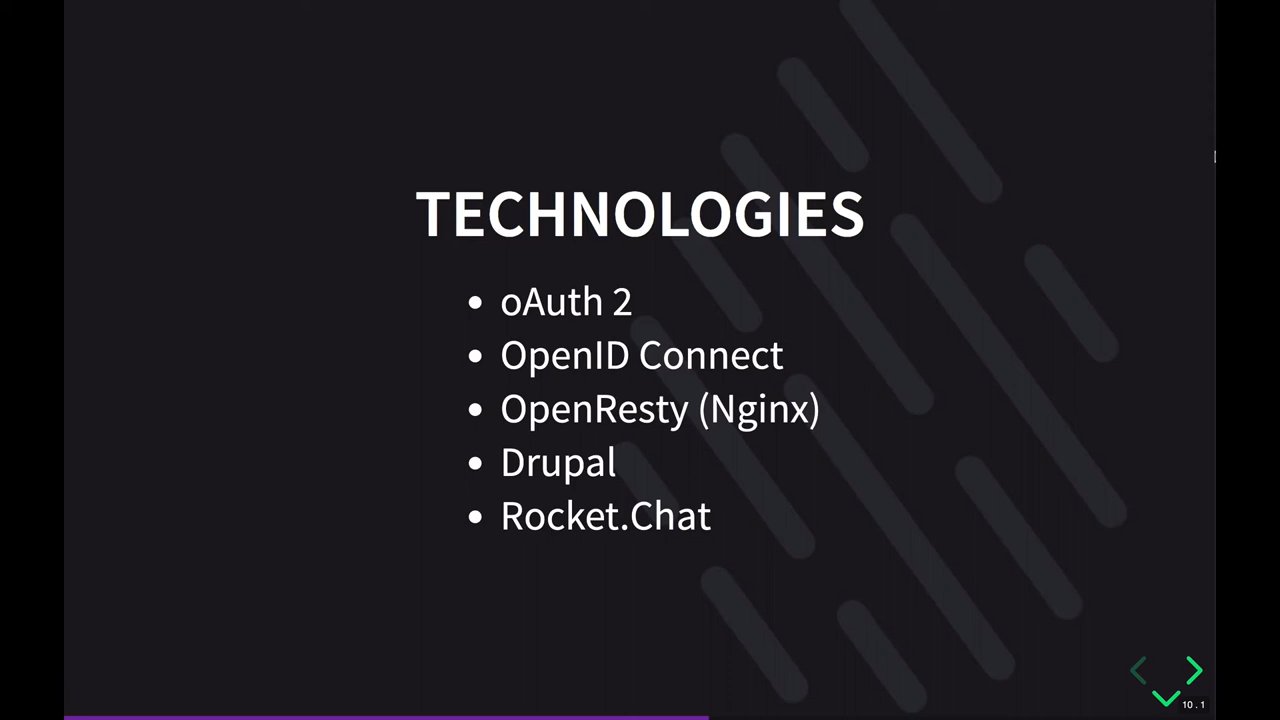 TECHNOLOGIES
• oAuth 2
• OpenID Connect
• OpenResty (Nginx)
• Drupal
• Rocket.Chat
10 . 1